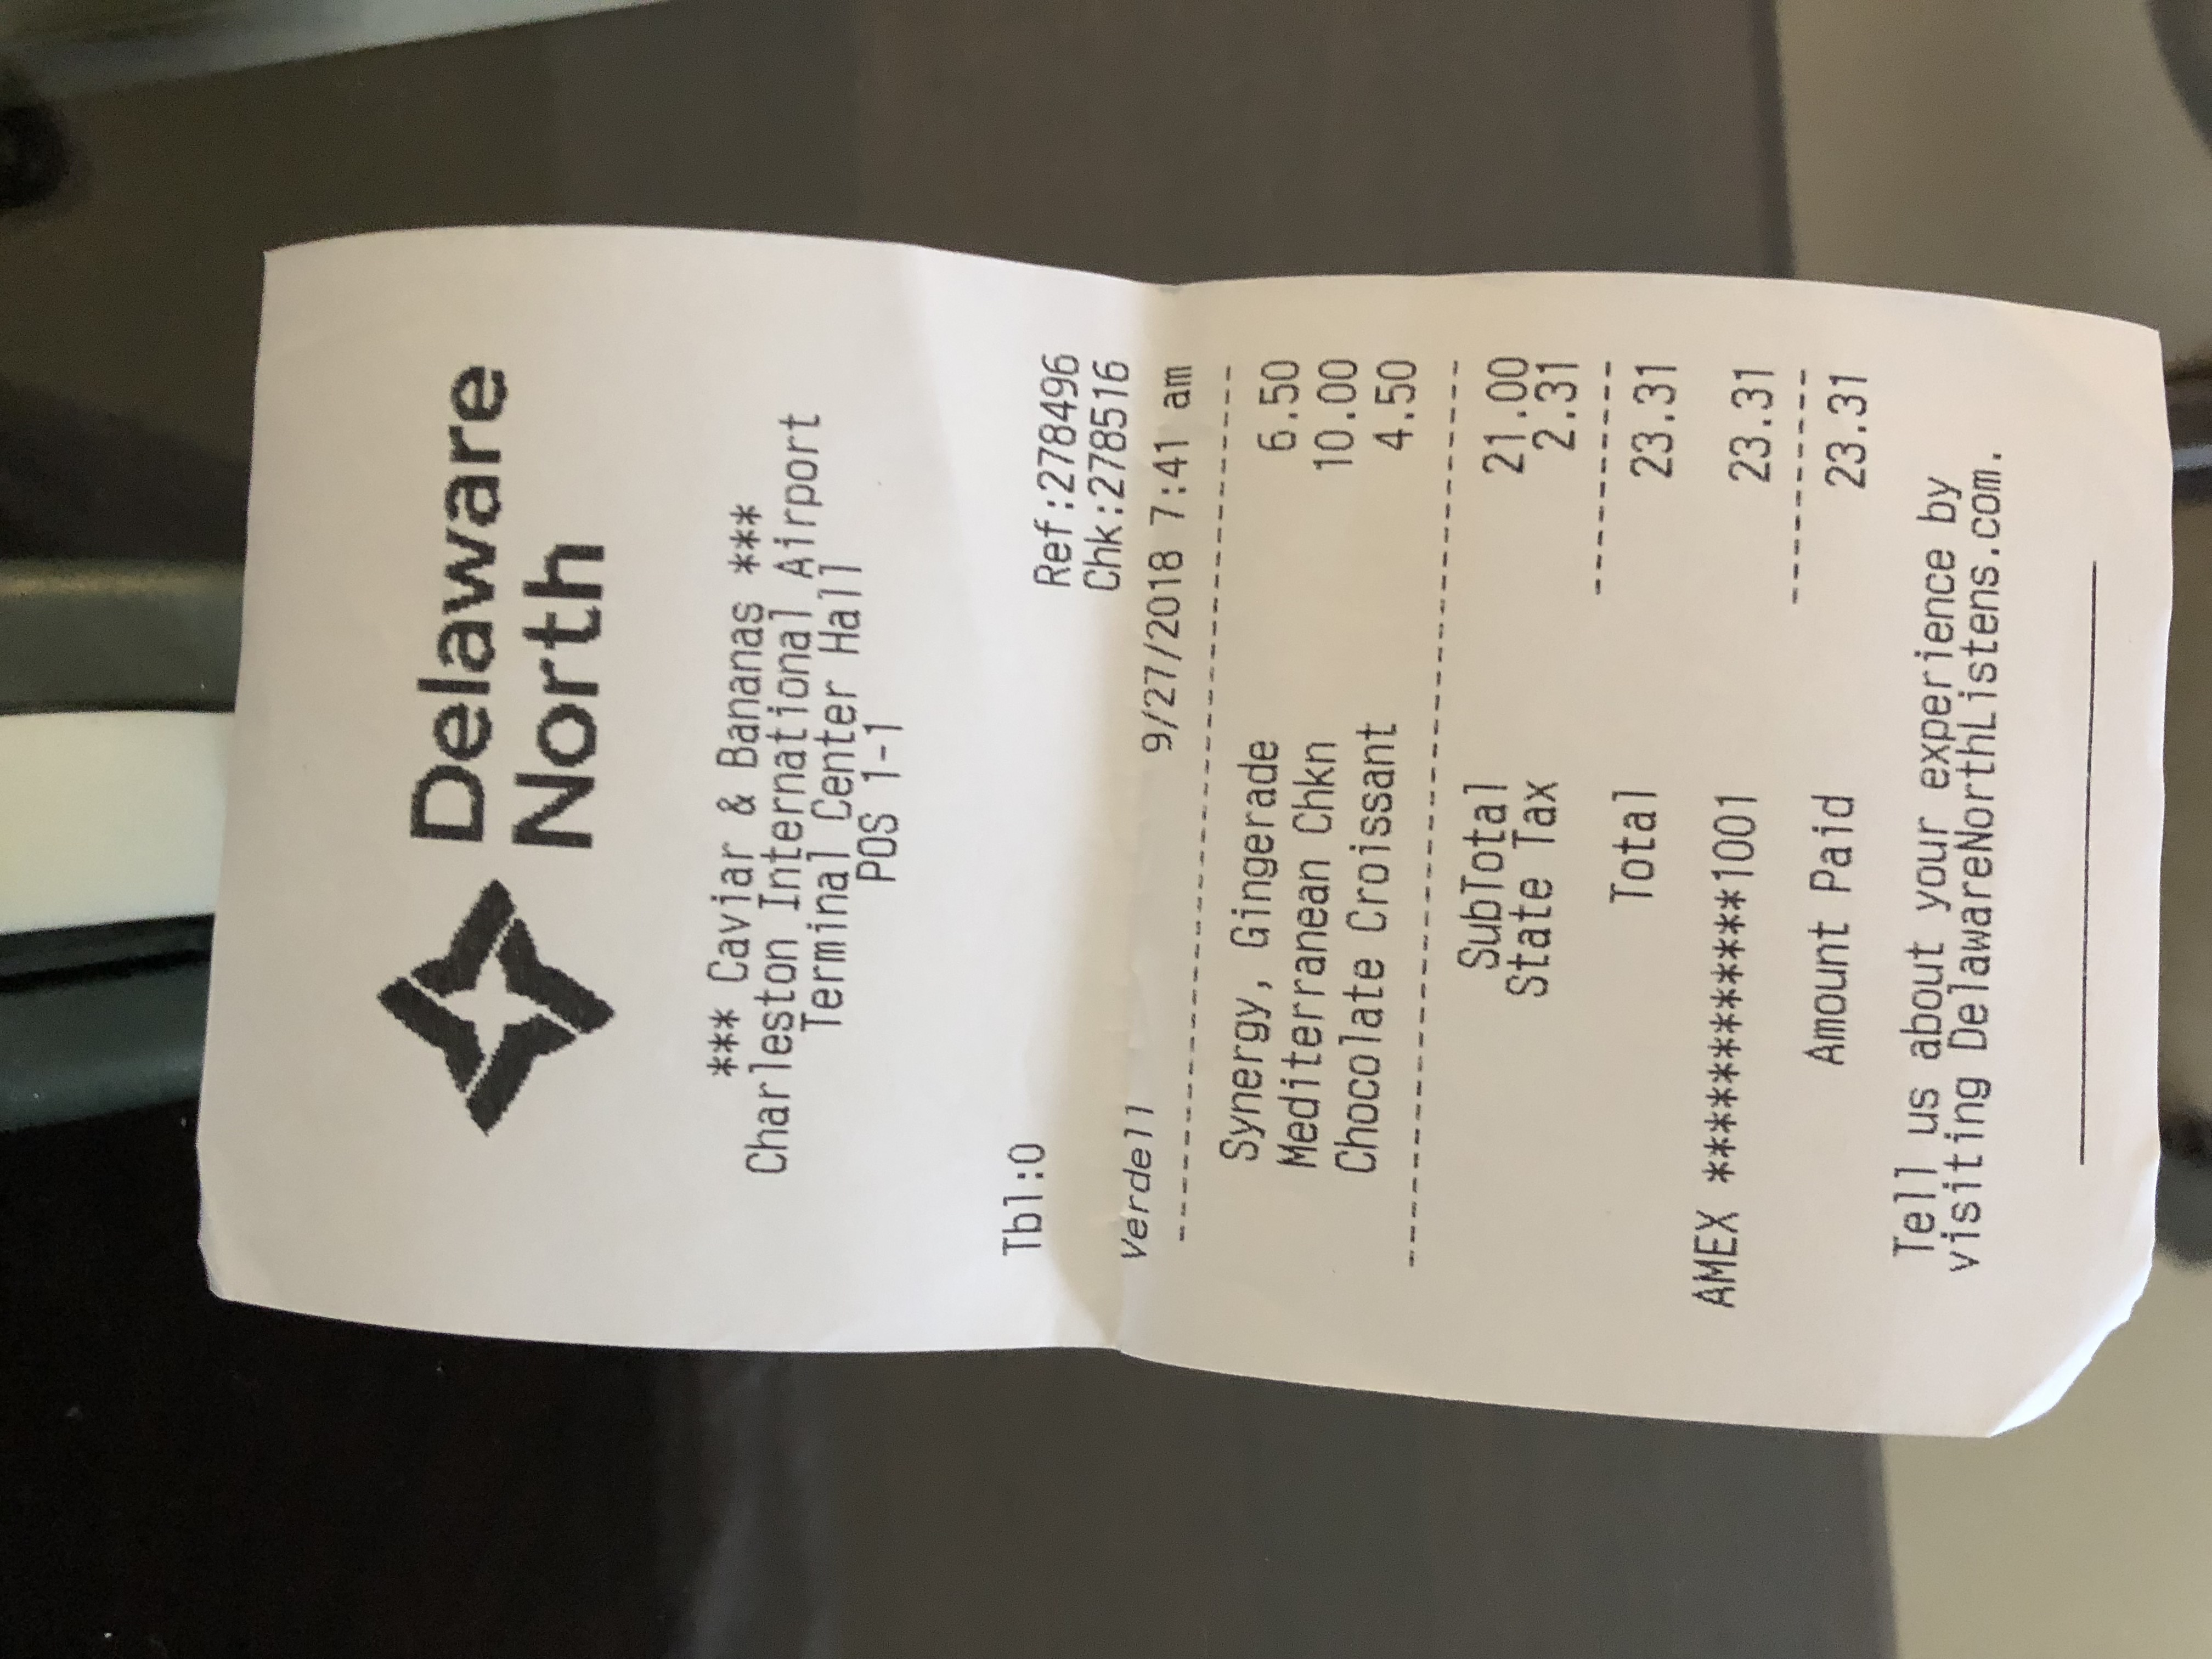 Delaware
North
*** Caviar & Bananas ***
Charleston International Airport
Terminal Center Hall
POS 1-1
Ref:278496
Tbl:0 Chk:278516
Verdell 9/27/2018 7:41 am
Synergy, Gingerade 6.50
Mediterranean Chkn 10.00
Chocolate Croissant 4.50
SubTotal 21.00
State Tax 2.31
Total 23.31
AMEX ***********1001 23.31
Amount Paid 23.31
Tell us about your experience by
visiting DelawareNorthListens.com.